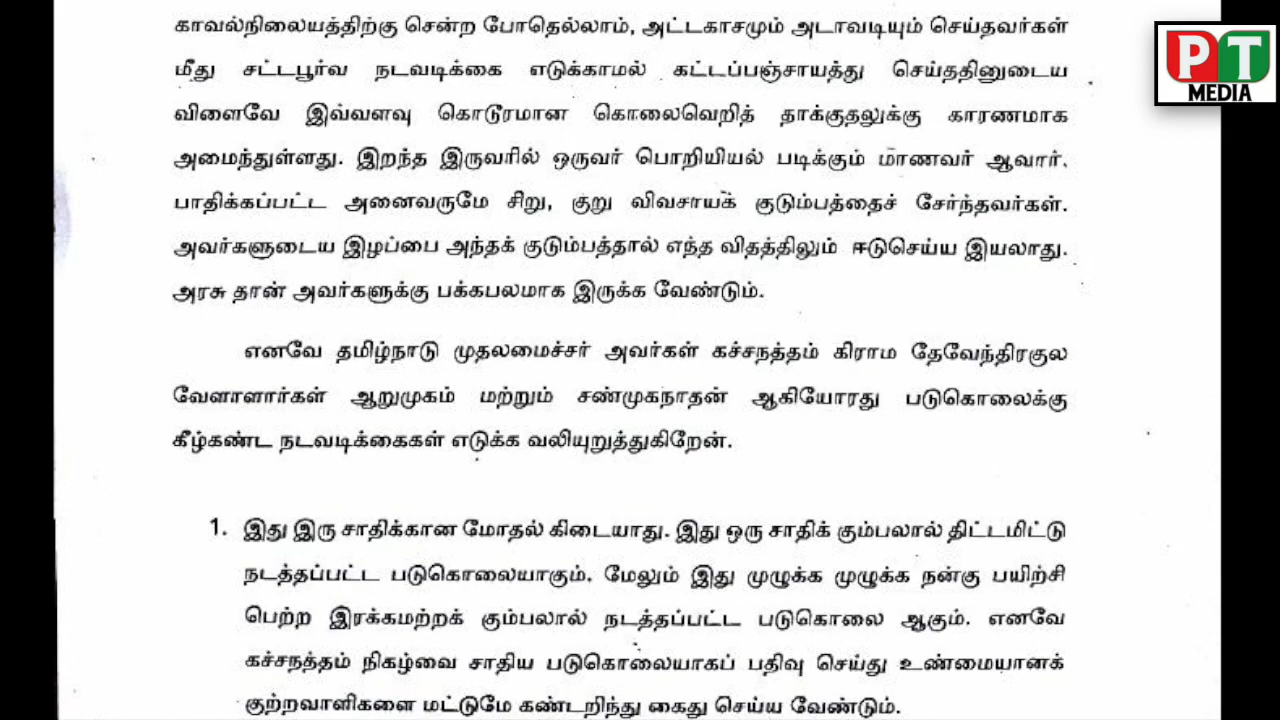 காவல்நிலையத்திற்கு சென்ற போதெல்லாம், அட்டகாசமும் அடாவடியும் செய்தவர்கள்
மீது சட்டபூர்வ நடவடிக்கை எடுக்காமல் கட்டப்பஞ்சாயத்து செய்ததினுடைய
விளைவே இவ்வளவு கொடூரமான கொலைவெறித் தாக்குதலுக்கு காரணமாக
அமைந்துள்ளது. இறந்த இருவரில் ஒருவர் பொறியியல் படிக்கும் மாணவர் ஆவார்.
பாதிக்கப்பட்ட அனைவருமே சிறு, குறு விவசாயக் குடும்பத்தைச் சேர்ந்தவர்கள்.
அவர்களுடைய இழப்பை அந்தக் குடும்பத்தால் எந்த விதத்திலும் ஈடுசெய்ய இயலாது.
அரசு தான் அவர்களுக்கு பக்கபலமாக இருக்க வேண்டும்.
எனவே தமிழ்நாடு முதலமைச்சர் அவர்கள் கச்சநத்தம் கிராம தேவேந்திரகுல
வேளாளார்கள் ஆறுமுகம் மற்றும் சண்முகநாதன் ஆகியோரது படுகொலைக்கு
கீழ்கண்ட நடவடிக்கைகள் எடுக்க வலியுறுத்துகிறேன்.
1. இது இரு சாதிக்கான மோதல் கிடையாது. இது ஒரு சாதிக் கும்பலால் திட்டமிட்டு
நடத்தப்பட்ட படுகொலையாகும். மேலும் இது முழுக்க முழுக்க நன்கு பயிற்சி
பெற்ற இரக்கமற்றக் கும்பலால் நடத்தப்பட்ட படுகொலை ஆகும். எனவே
கச்சநத்தம் நிகழ்வை சாதிய படுகொலையாகப் பதிவு செய்து உண்மையானக்
குற்றவாளிகளை மட்டுமே கண்டறிந்து கைது செய்ய வேண்டும்.
PT
MEDIA